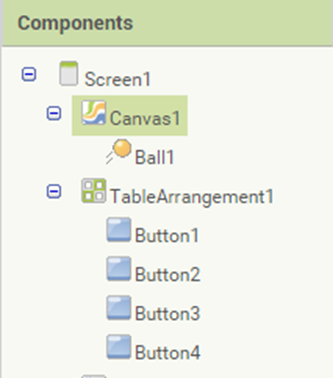 Components
Screen1
Canvas1
Ball1
TableArrangement1
Button1
Button2
Button3
Button4